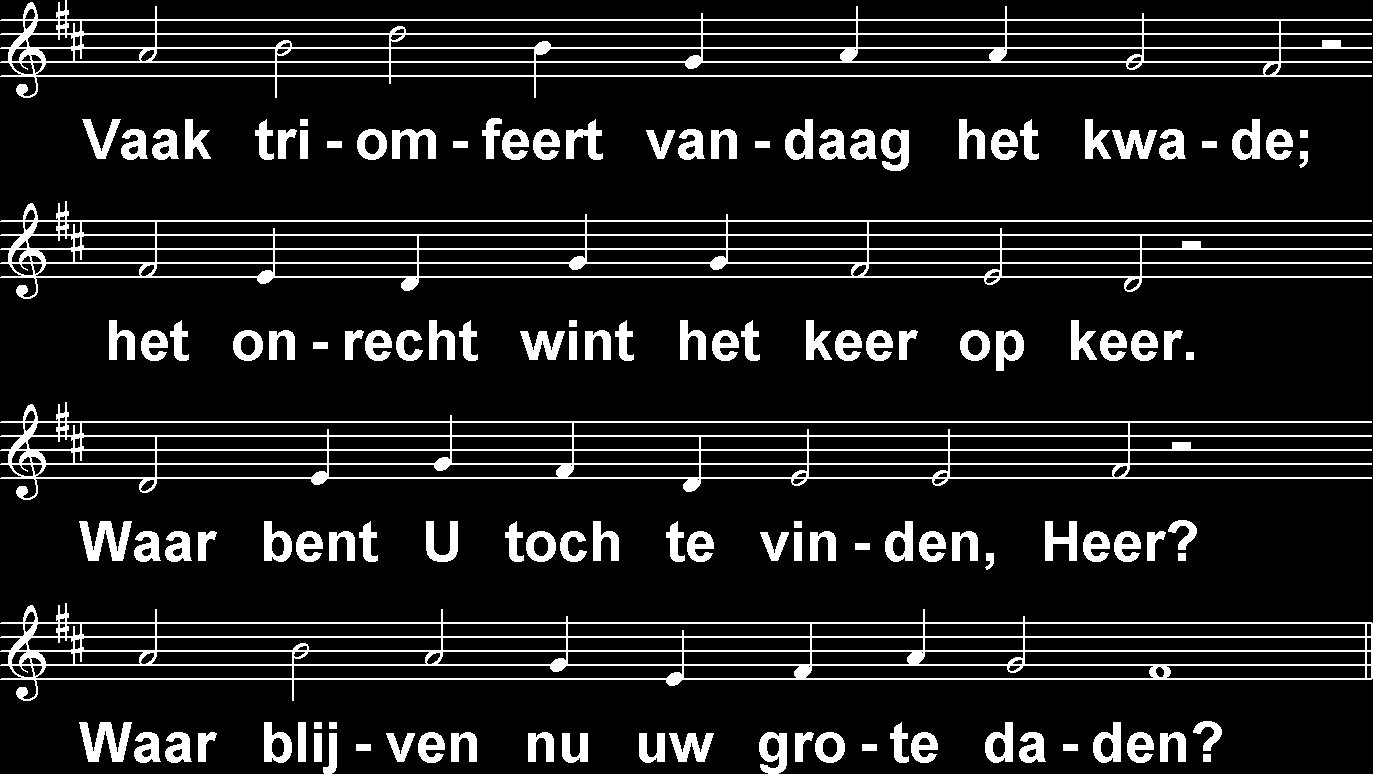 Vaak tri - om - feert van - daag het kwa - de;
het on - recht wint het keer op keer.
Waar bent U toch te vin - den, Heer?
Waar blij - ven nu uw gro - te da - den?